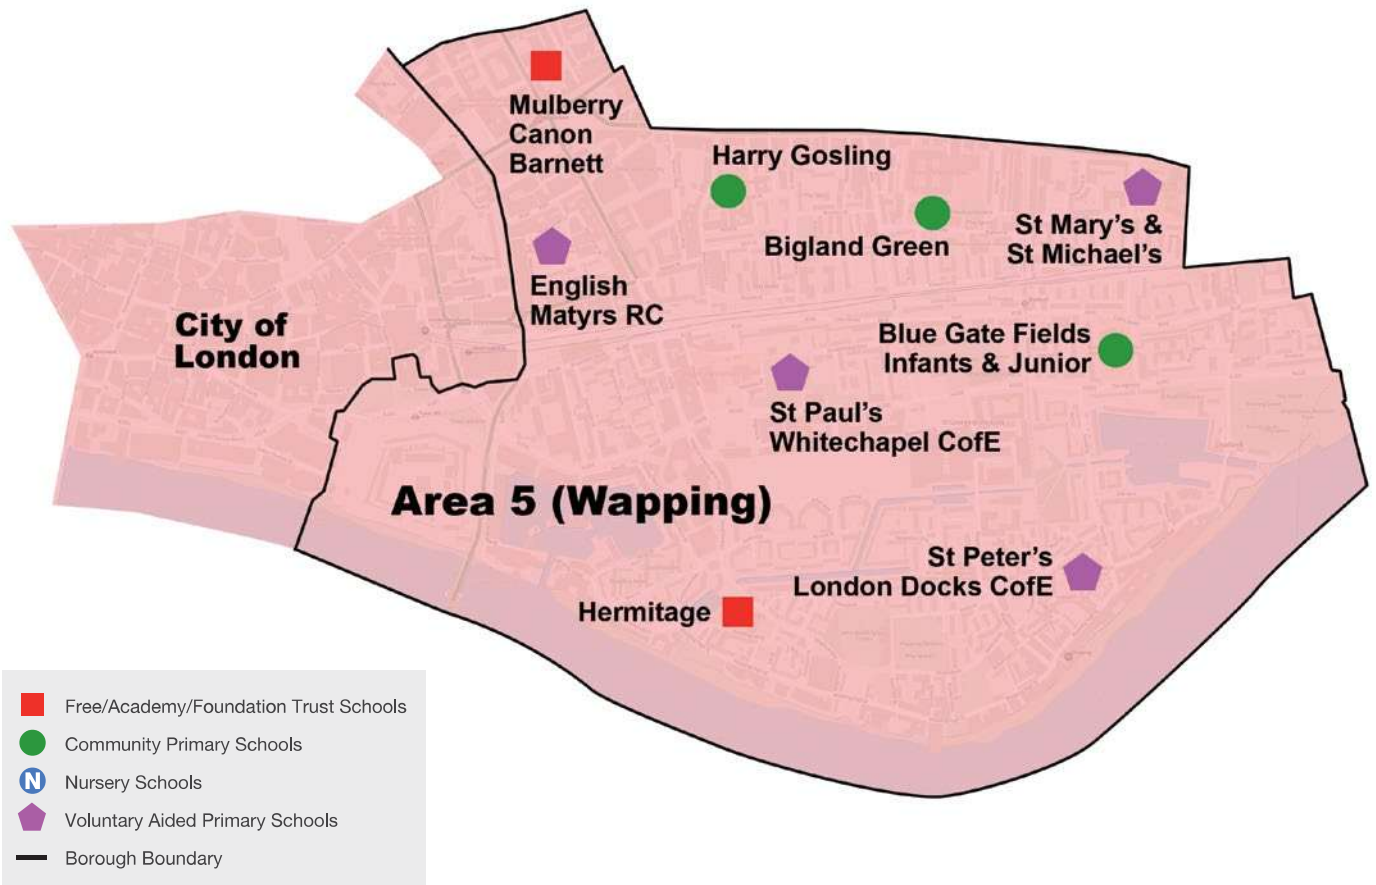 Mulberry
Canon
Barnett
Harry Gosling
Bigland Green
St Mary's &
St Michael's
English
Matyrs RC
City of
London
Blue Gate Fields
Infants & Junior
St Paul's
Whitechapel CofE
Area 5 (Wapping)
St Peter's
London Docks CofE
Hermitage
Free/Academy/Foundation Trust Schools
Community Primary Schools
N
Nursery Schools
Voluntary Aided Primary Schools
Borough Boundary